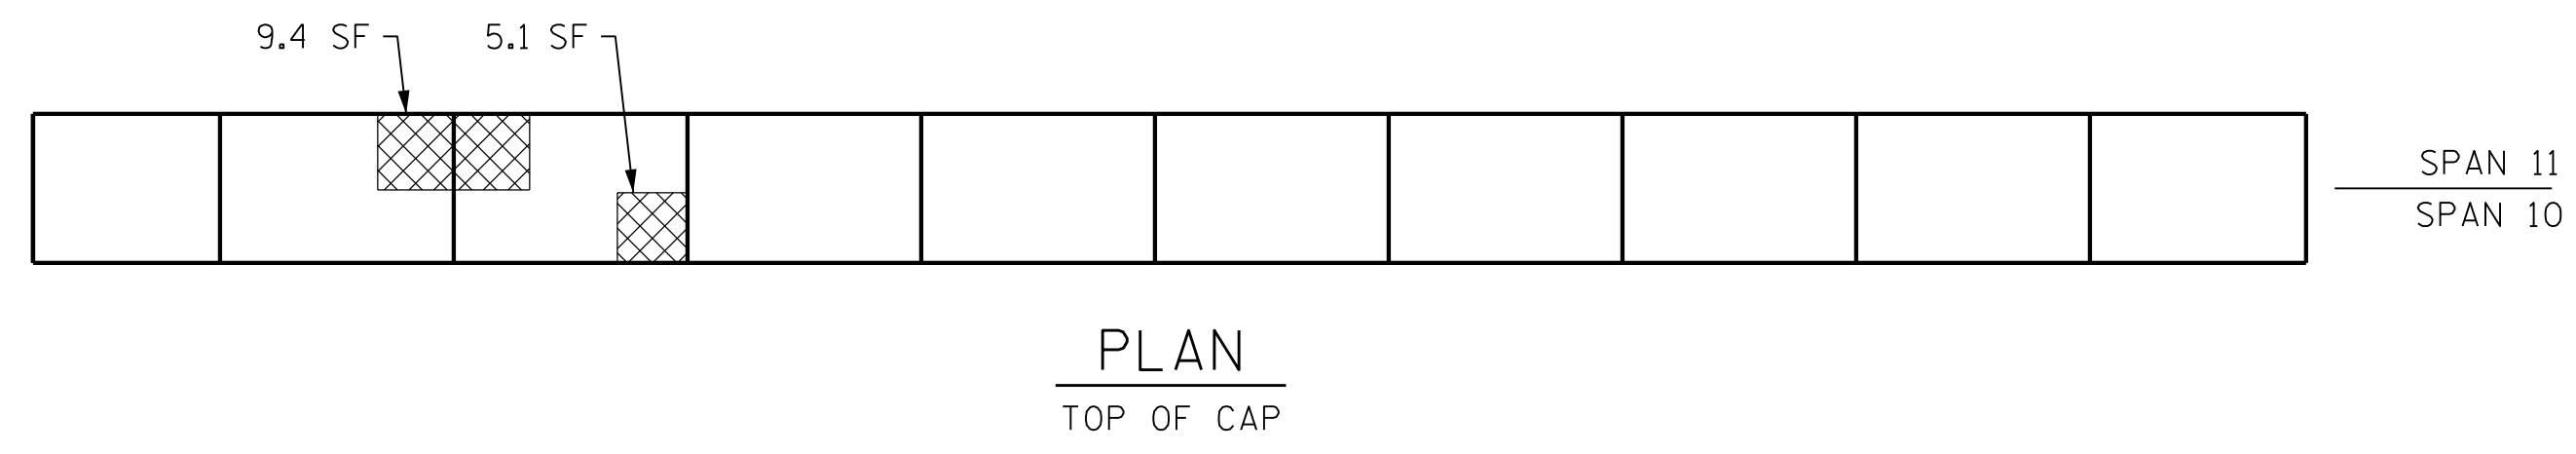 9.4 SF
5.1 SF
SPAN 11
SPAN 10
PLAN
TOP OF CAP